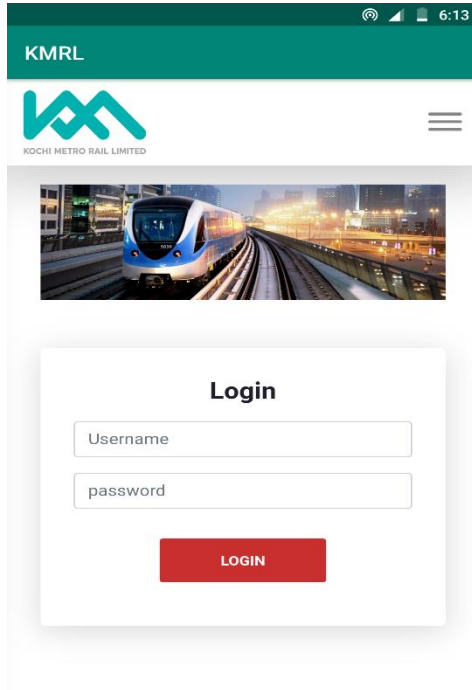 6:13
KMRL
KOCHI METRO RAIL LIMITED
Login
Username
password
LOGIN